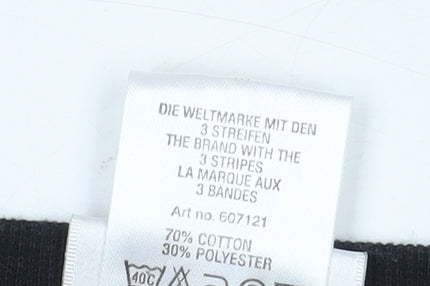 DIE WELTMARKE MIT DEN
3 STREIFEN
THE BRAND WITH THE
3 STRIPES
LA MARQUE AUX
3 BANDES
Art no. 607121
70% COTTON
30% POLYESTER
40C